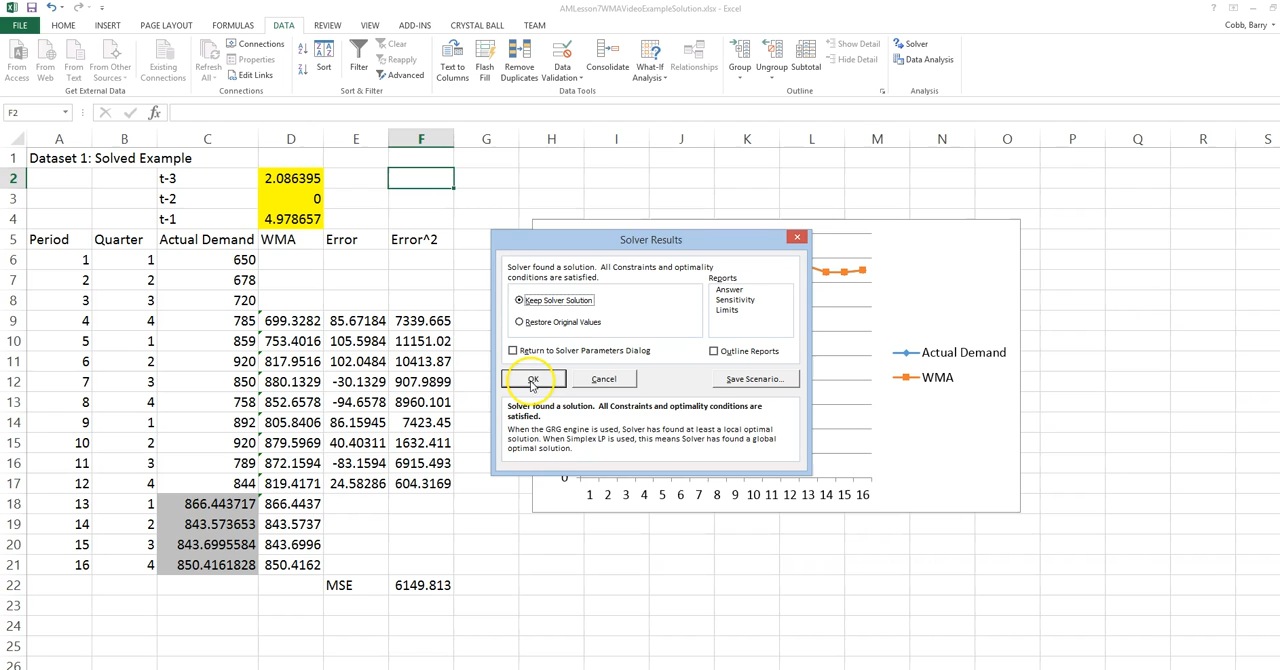 AMLesson7WMAVideoExampleSolution.xlsx - Excel
FILE HOME INSERT PAGE LAYOUT FORMULAS DATA REVIEW VIEW ADD-INS CRYSTAL BALL TEAM Cobb, Barry
From Access
From Web
From Text
From Other Sources
Existing Connections
Get External Data
Refresh All
Connections
Properties
Edit Links
Connections
Sort
Filter
Clear
Reapply
Advanced
Sort & Filter
Text to Columns
Flash Fill
Remove Duplicates
Data Validation
Consolidate
What-If Analysis
Relationships
Data Tools
Group
Ungroup
Subtotal
Show Detail
Hide Detail
Outline
Solver
Data Analysis
Analysis
F2 fx
A B C D E F G H I J K L M N O P Q R S
1 Dataset 1: Solved Example
2 t-3 2.086395
3 t-2 0
4 t-1 4.978657
5 Period Quarter Actual Demand WMA Error Error^2
6 1 1 650
7 2 2 678
8 3 3 720
9 4 4 785 699.3282 85.67184 7339.665
10 5 1 859 753.4016 105.5984 11151.02
11 6 2 920 817.9516 102.0484 10413.87
12 7 3 850 880.1329 -30.1329 907.9899
13 8 4 758 852.6578 -94.6578 8960.101
14 9 1 892 805.8406 86.15945 7423.45
15 10 2 920 879.5969 40.40311 1632.411
16 11 3 789 872.1594 -83.1594 6915.493
17 12 4 844 819.4171 24.58286 604.3169
18 13 1 866.443717 866.4437
19 14 2 843.573653 843.5737
20 15 3 843.6995584 843.6996
21 16 4 850.4161828 850.4162
22 MSE 6149.813
23
24
25
26
Solver Results
Solver found a solution. All Constraints and optimality
conditions are satisfied.
Keep Solver Solution
Restore Original Values
Reports
Answer
Sensitivity
Limits
Return to Solver Parameters Dialog
Outline Reports
OK Cancel Save Scenario...
Solver found a solution. All Constraints and optimality conditions are
satisfied.
When the GRG engine is used, Solver has found at least a local optimal
solution. When Simplex LP is used, this means Solver has found a global
optimal solution.
Actual Demand
WMA
0
1 2 3 4 5 6 7 8 9 10 11 12 13 14 15 16